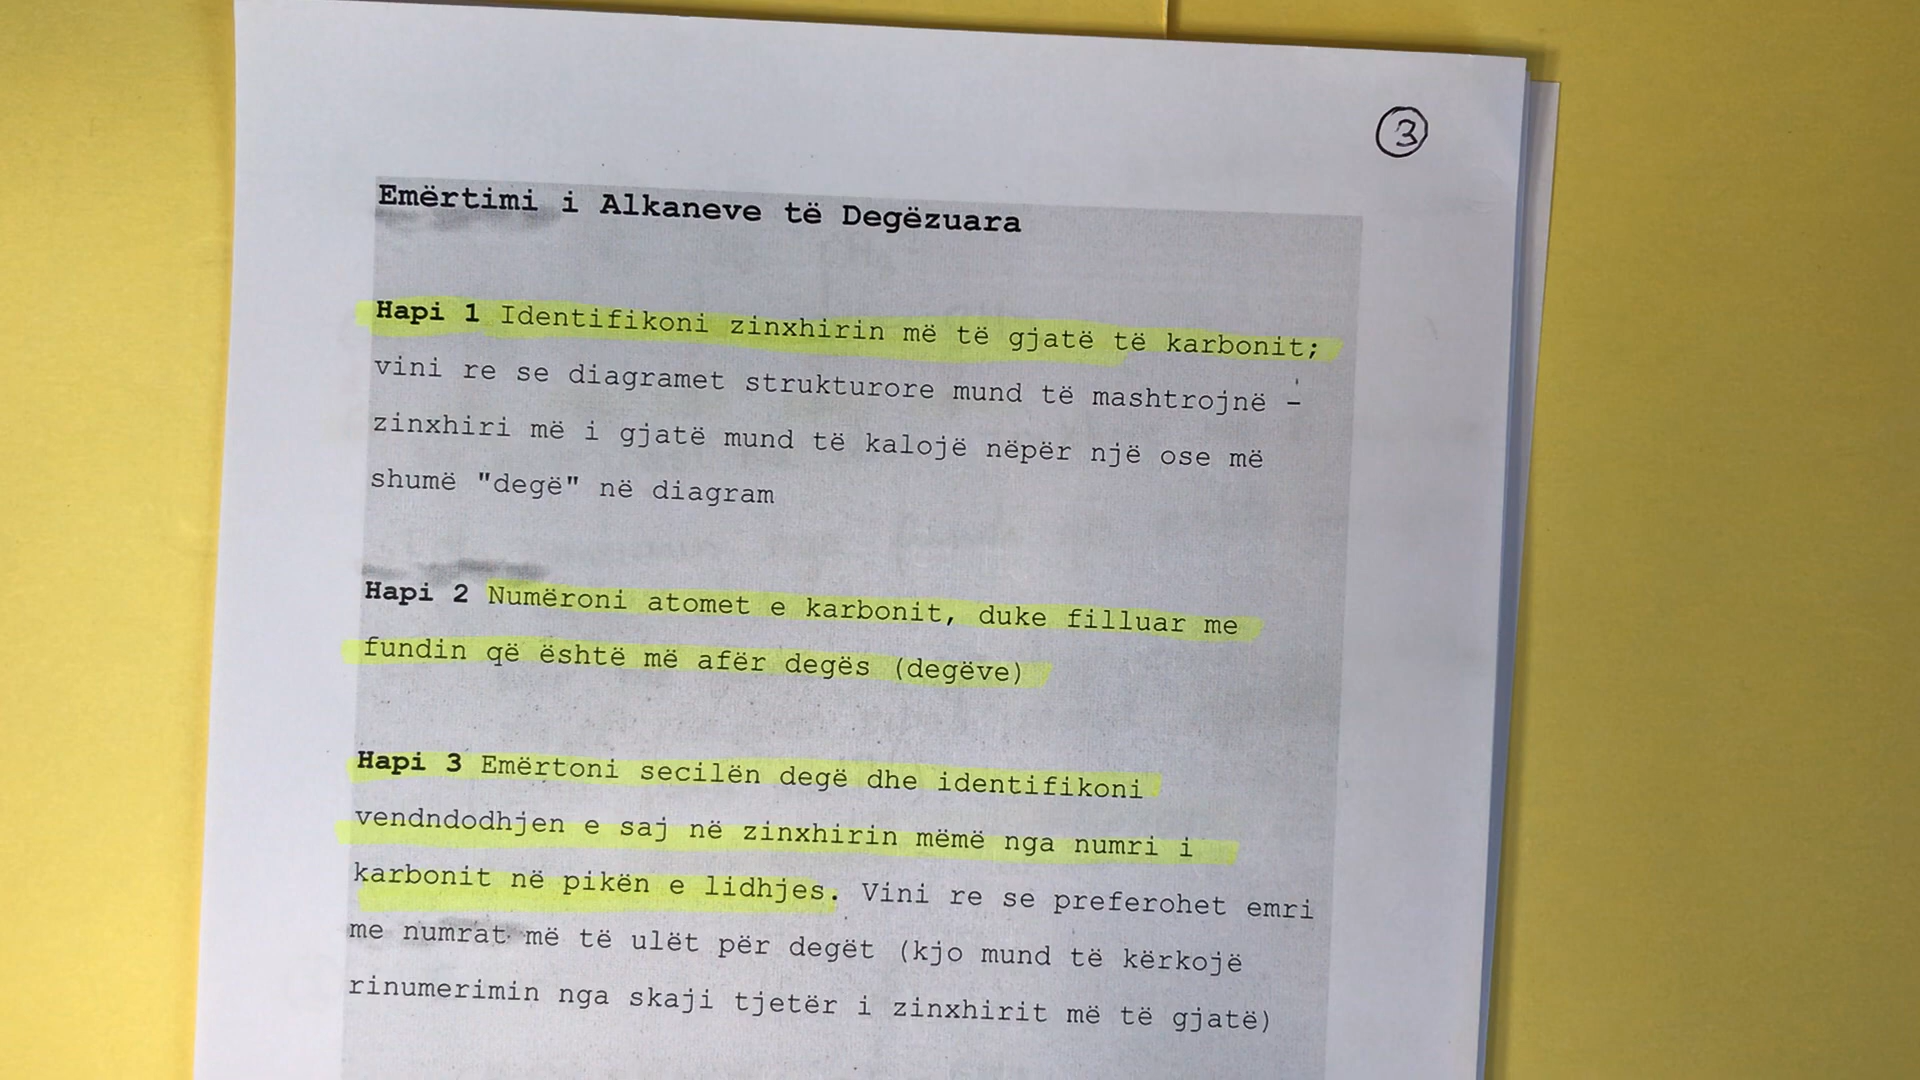 3
Emërtimi i Alkaneve të Degëzuara
Hapi 1 Identifikoni zinxhirin më të gjatë të karbonit;
vini re se diagramet strukturore mund të mashtrojnë –
zinxhiri më i gjatë mund të kalojë nëpër një ose më
shumë "degë" në diagram
Hapi 2 Numëroni atomet e karbonit, duke filluar me
fundin që është më afër degës (degëve)
Hapi 3 Emërtoni secilën degë dhe identifikoni
vendndodhjen e saj në zinxhirin mëmë nga numri i
karbonit në pikën e lidhjes. Vini re se preferohet emri
me numrat më të ulët për degët (kjo mund të kërkojë
rinumerimin nga skaji tjetër i zinxhirit më të gjatë)